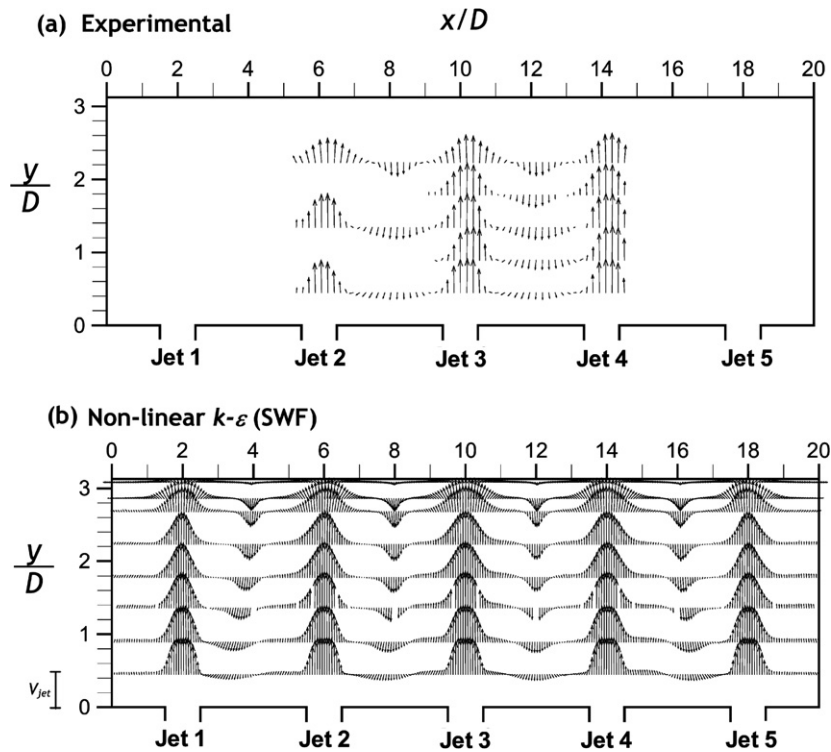 (a) Experimental
x/D
0 2 4 6 8 10 12 14 16 18 20
3
y/D
2
1
0
Jet 1 Jet 2 Jet 3 Jet 4 Jet 5
(b) Non-linear k-ε (SWF)
0 2 4 6 8 10 12 14 16 18 20
3
y/D
2
1
Vjet
0
Jet 1 Jet 2 Jet 3 Jet 4 Jet 5